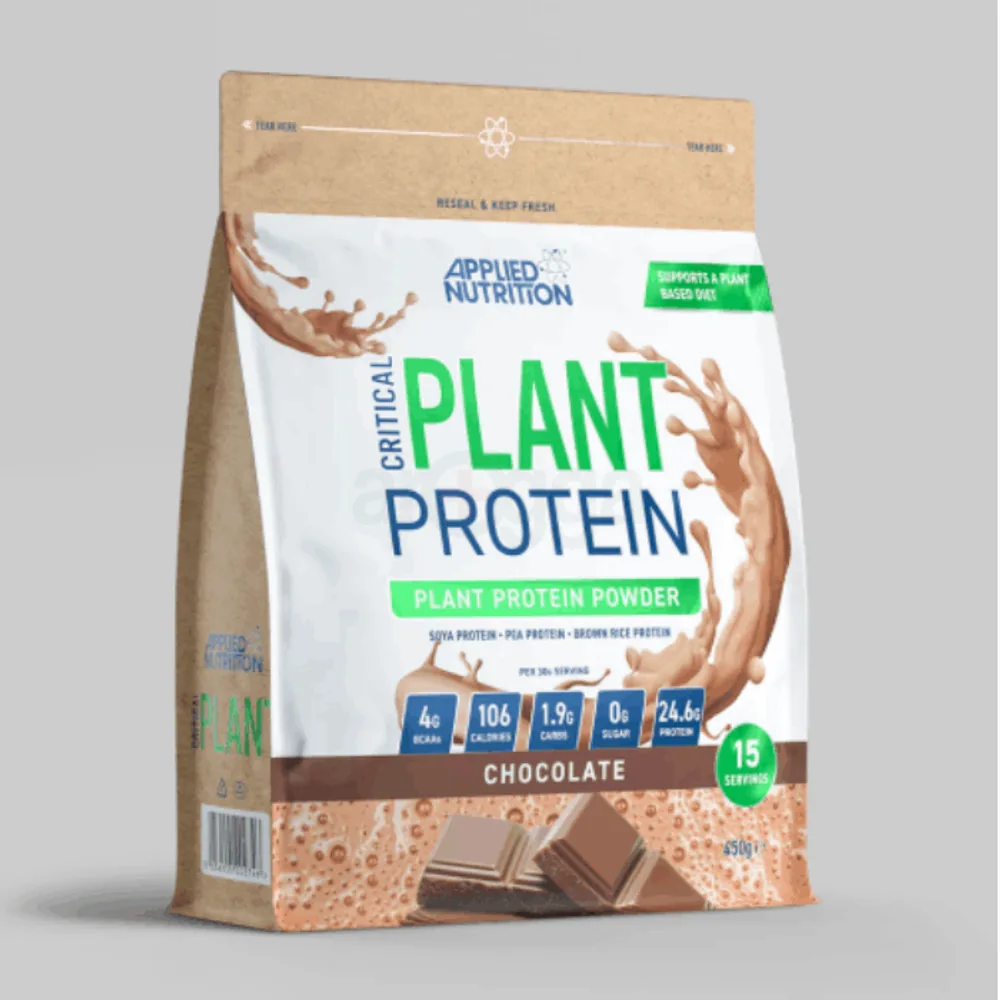 TEAR HERE
TEAR HERE
RESEAL & KEEP FRESH
APPLIED
NUTRITION
SUPPORTS A PLANT
BASED DIET
CRITICAL
PLANT
PROTEIN
PLANT PROTEIN POWDER
SOYA PROTEIN • PEA PROTEIN • BROWN RICE PROTEIN
PER 30G SERVING
4G
BCAAs
106
CALORIES
1.9G
CARBS
0G
SUGAR
24.6G
PROTEIN
CHOCOLATE
15
SERVINGS
450g
APPLIED
NUTRITION
CRITICAL
PLANT